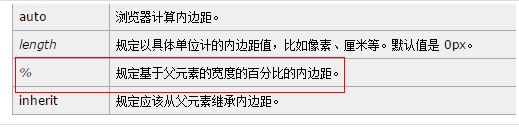 auto 浏览器计算内边距。
length 规定以具体单位计的内边距值，比如像素、厘米等。默认值是 0px。
% 规定基于父元素的宽度的百分比的内边距。
inherit 规定应该从父元素继承内边距。